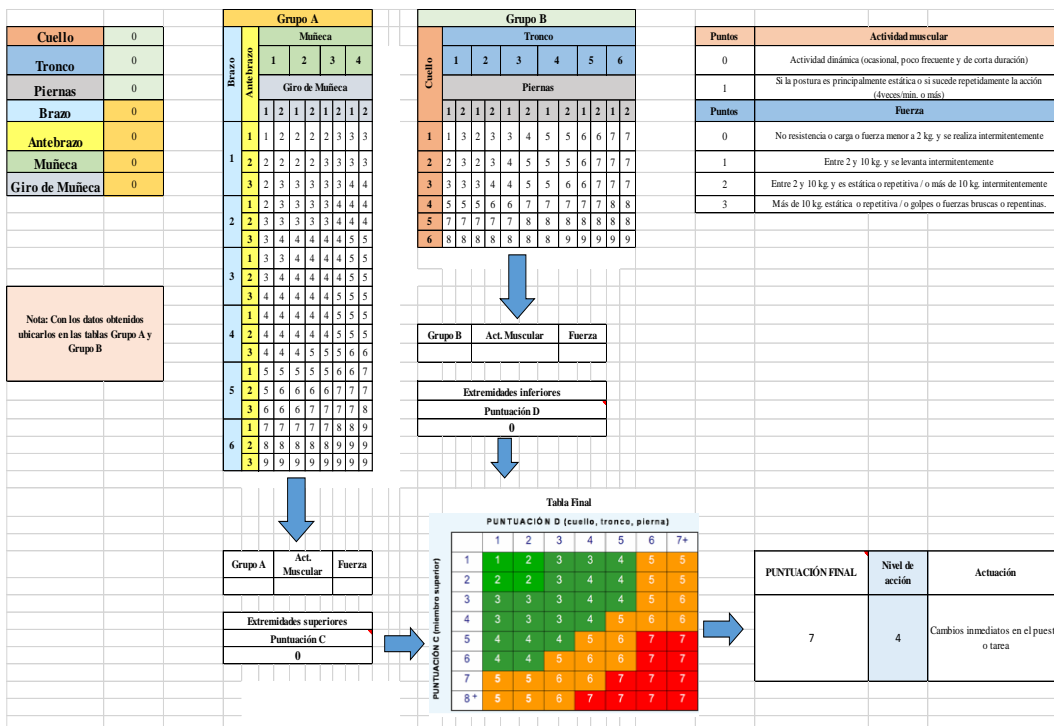 Cuello 0
Tronco 0
Piernas 0
Brazo 0
Antebrazo 0
Muñeca 0
Giro de Muñeca 0
Nota: Con los datos obtenidos
ubicarlos en las tablas Grupo A y
Grupo B
Grupo A
Brazo
Antebrazo
Muñeca
1 2 3 4
Giro de Muñeca
1 2 1 2 1 2 1 2
1 1 1 2 2 2 2 3 3 3
2 2 2 2 2 3 3 3 3
3 2 3 3 3 3 3 4 4
2 1 2 3 3 3 3 4 4 4
2 3 3 3 3 3 4 4 4
3 3 4 4 4 4 4 5 5
3 1 3 3 4 4 4 4 5 5
2 3 4 4 4 4 4 5 5
3 4 4 4 4 4 5 5 5
4 1 4 4 4 4 4 5 5 5
2 4 4 4 4 4 5 5 5
3 4 4 4 5 5 5 6 6
5 1 5 5 5 5 5 6 6 7
2 5 6 6 6 6 7 7 7
3 6 6 6 7 7 7 7 8
6 1 7 7 7 7 7 8 8 9
2 8 8 8 8 8 9 9 9
3 9 9 9 9 9 9 9 9
Grupo A Act. Muscular Fuerza
Extremidades superiores
Puntuación C
0
Grupo B
Cuello
Tronco
1 2 3 4 5 6
Piernas
1 2 1 2 1 2 1 2 1 2 1 2
1 1 3 2 3 3 4 5 5 6 6 7 7
2 2 3 2 3 4 5 5 5 6 7 7 7
3 3 3 3 4 4 5 5 6 6 7 7 7
4 5 5 5 6 6 7 7 7 7 7 8 8
5 7 7 7 7 7 8 8 8 8 8 8 8
6 8 8 8 8 8 8 8 9 9 9 9 9
Grupo B Act. Muscular Fuerza
Extremidades inferiores
Puntuación D
0
Puntos Actividad muscular
0 Actividad dinámica (ocasional, poco frecuente y de corta duración)
1 Si la postura es principalmente estática o si sucede repetidamente la acción
(4veces/min. o más)
Puntos Fuerza
0 No resistencia o carga o fuerza menor a 2 kg. y se realiza intermitentemente
1 Entre 2 y 10 kg. y se levanta intermitentemente
2 Entre 2 y 10 kg. y es estática o repetitiva / o más de 10 kg. intermitentemente
3 Más de 10 kg. estática o repetitiva / o golpes o fuerzas bruscas o repentinas.
Tabla Final
PUNTUACIÓN D (cuello, tronco, pierna)
PUNTUACIÓN C (miembro superior)
1 2 3 4 5 6 7+
1 1 2 3 3 4 5 5
2 2 2 3 4 4 5 5
3 3 3 3 4 4 5 6
4 3 3 3 4 5 6 6
5 4 4 4 5 6 7 7
6 4 4 5 6 6 7 7
7 5 5 6 6 7 7 7
8+ 5 5 6 7 7 7 7
PUNTUACIÓN FINAL Nivel de acción Actuación
7 4 Cambios inmediatos en el
o tarea